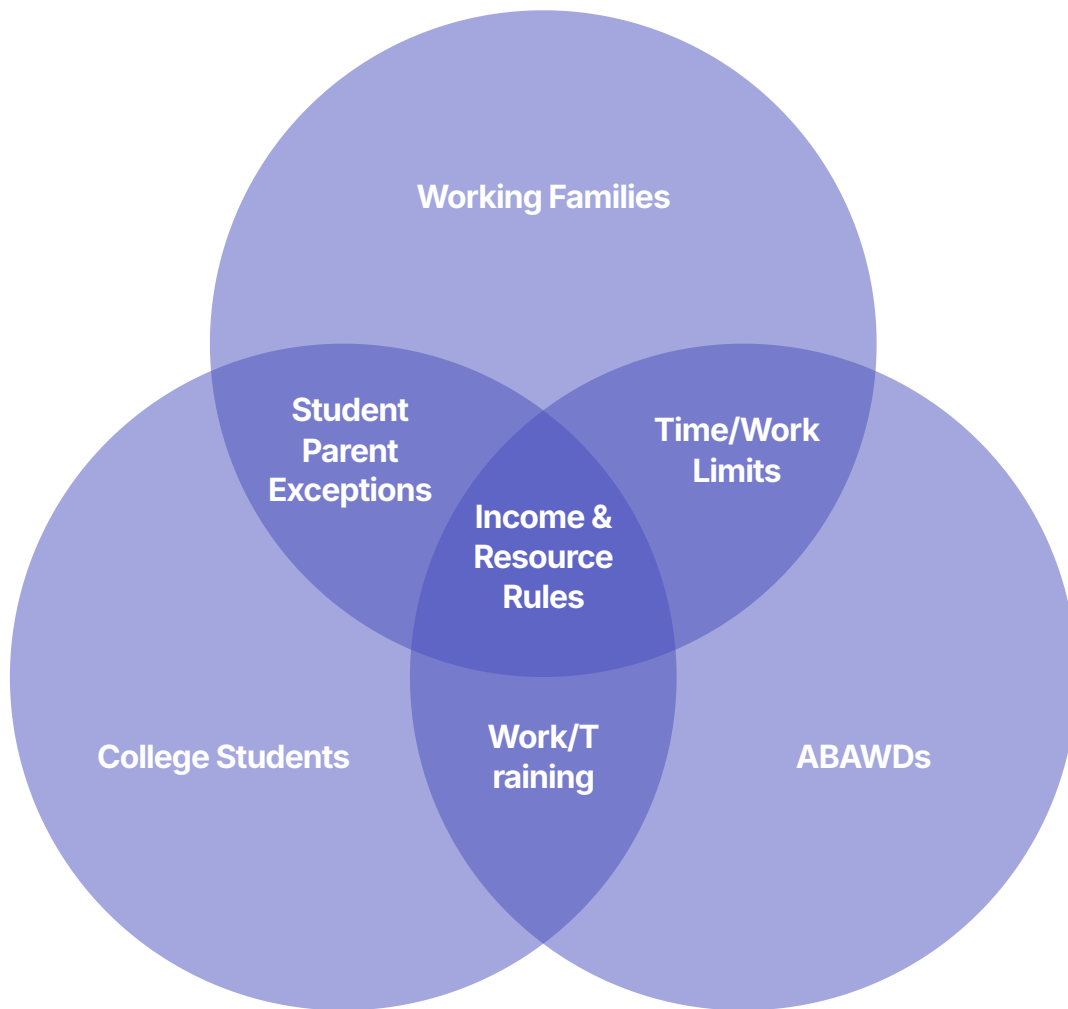 Working Families
Student
Parent
Exceptions
Time/Work
Limits
Income &
Resource
Rules
College Students
Work/T
raining
ABAWDs